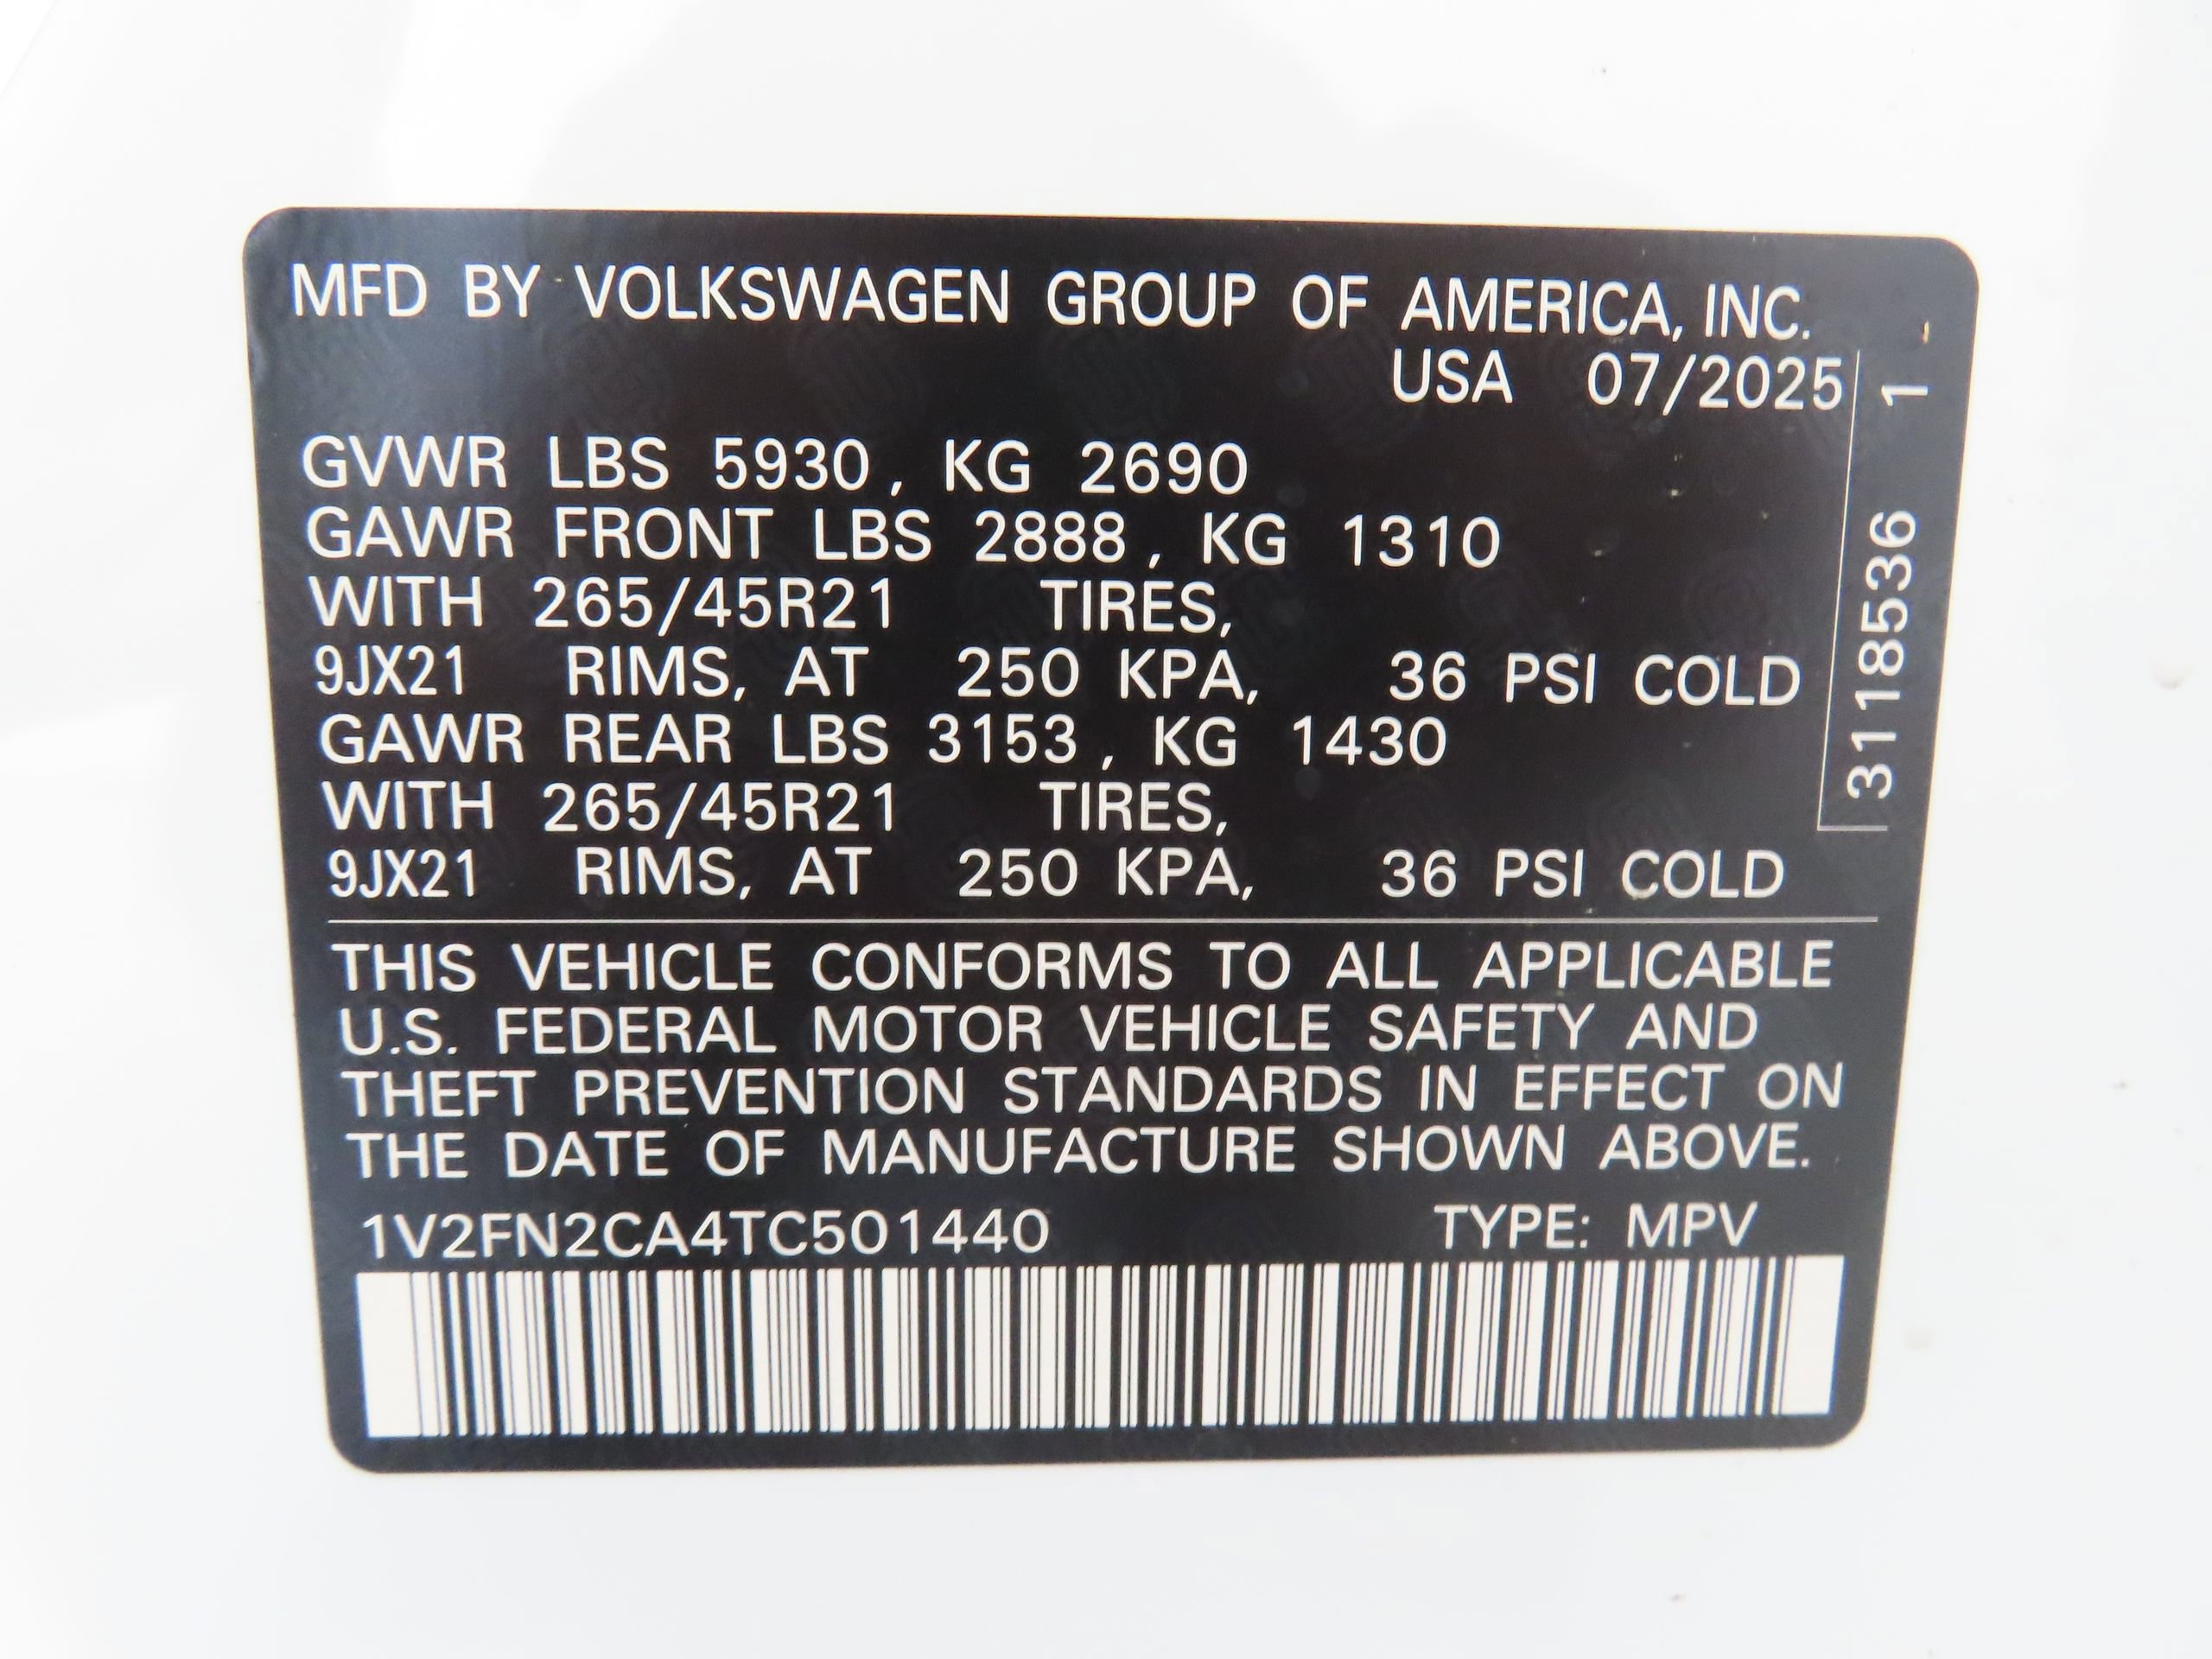 MFD BY VOLKSWAGEN GROUP OF AMERICA, INC.
USA 07/2025
GVWR LBS 5930, KG 2690
GAWR FRONT LBS 2888, KG 1310
WITH 265/45R21 TIRES,
9JX21 RIMS, AT 250 KPA, 36 PSI COLD
GAWR REAR LBS 3153, KG 1430
WITH 265/45R21 TIRES,
9JX21 RIMS, AT 250 KPA, 36 PSI COLD
3118536 1
THIS VEHICLE CONFORMS TO ALL APPLICABLE
U.S. FEDERAL MOTOR VEHICLE SAFETY AND
THEFT PREVENTION STANDARDS IN EFFECT ON
THE DATE OF MANUFACTURE SHOWN ABOVE.
1V2FN2CA4TC501440 TYPE: MPV